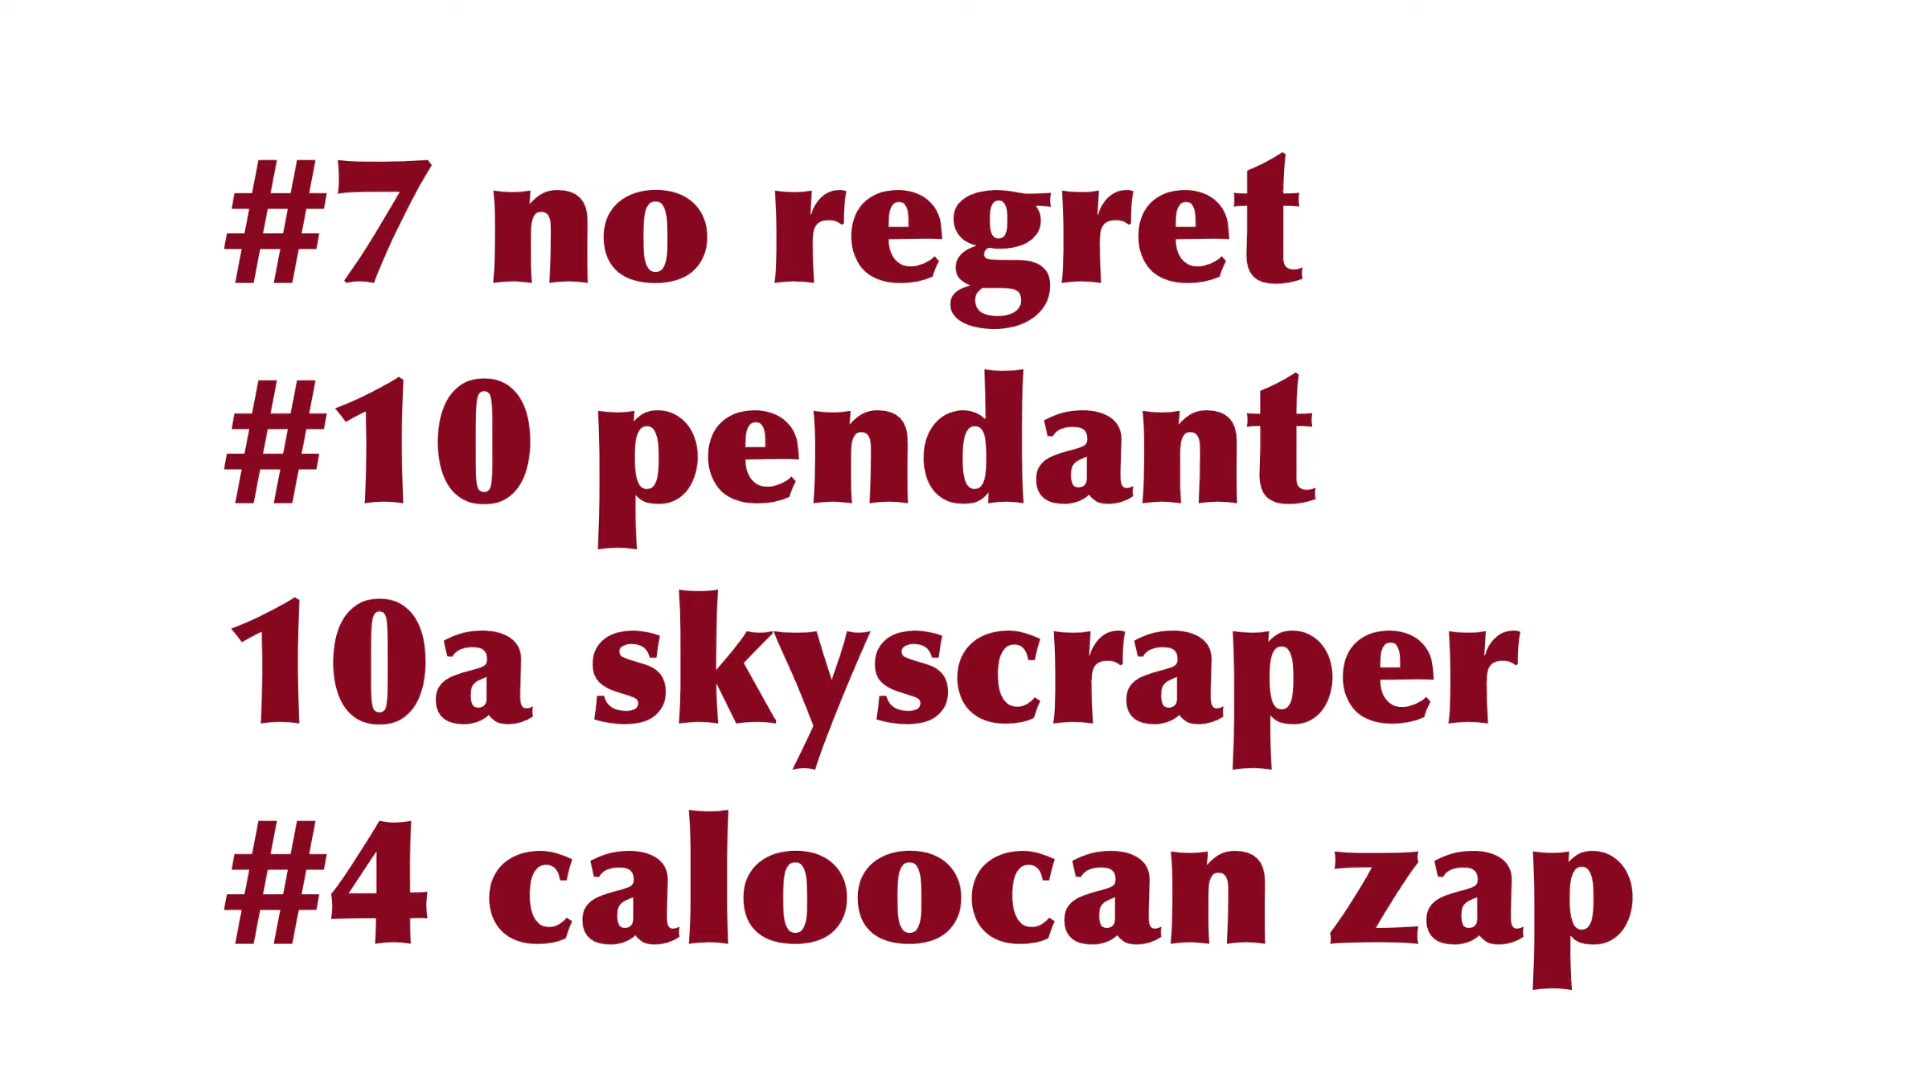 #7 no regret
#10 pendant
10a skyscraper
#4 caloocan zap